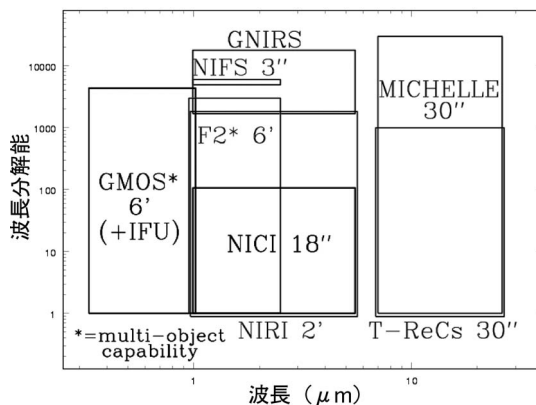 GNIRS
NIFS 3″
MICHELLE
30″
F2* 6′
GMOS*
6′
(+IFU)
NICI 18″
NIRI 2′
T-ReCs 30″
*=multi-object
capability
波長分解能
10000
1000
100
10
1
1
10
波長（μm）